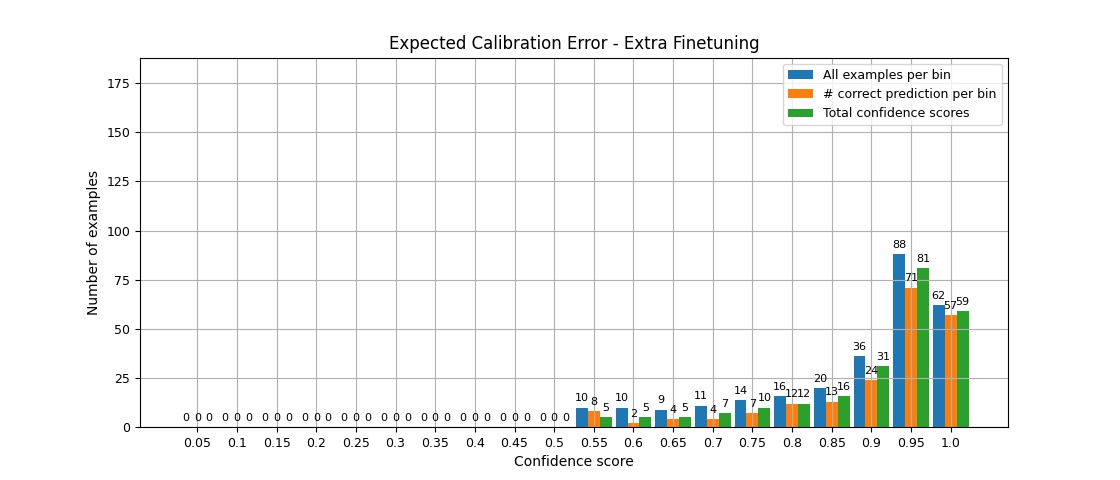 Expected Calibration Error - Extra Finetuning
All examples per bin
# correct prediction per bin
Total confidence scores
Number of examples
175
150
125
100
75
50
25
0
0 0 0 0 0 0 0 0 0 0 0 0 0 0 0 0 0 0 0 0 0 0 0 0 0 0 0 0 0 0
10 8 5 10 2 5 9 4 5 11 4 7 14 7 10 16 12 12 20 13 16 36 24 31 88 71 81 62 57 59
0.05 0.1 0.15 0.2 0.25 0.3 0.35 0.4 0.45 0.5 0.55 0.6 0.65 0.7 0.75 0.8 0.85 0.9 0.95 1.0
Confidence score